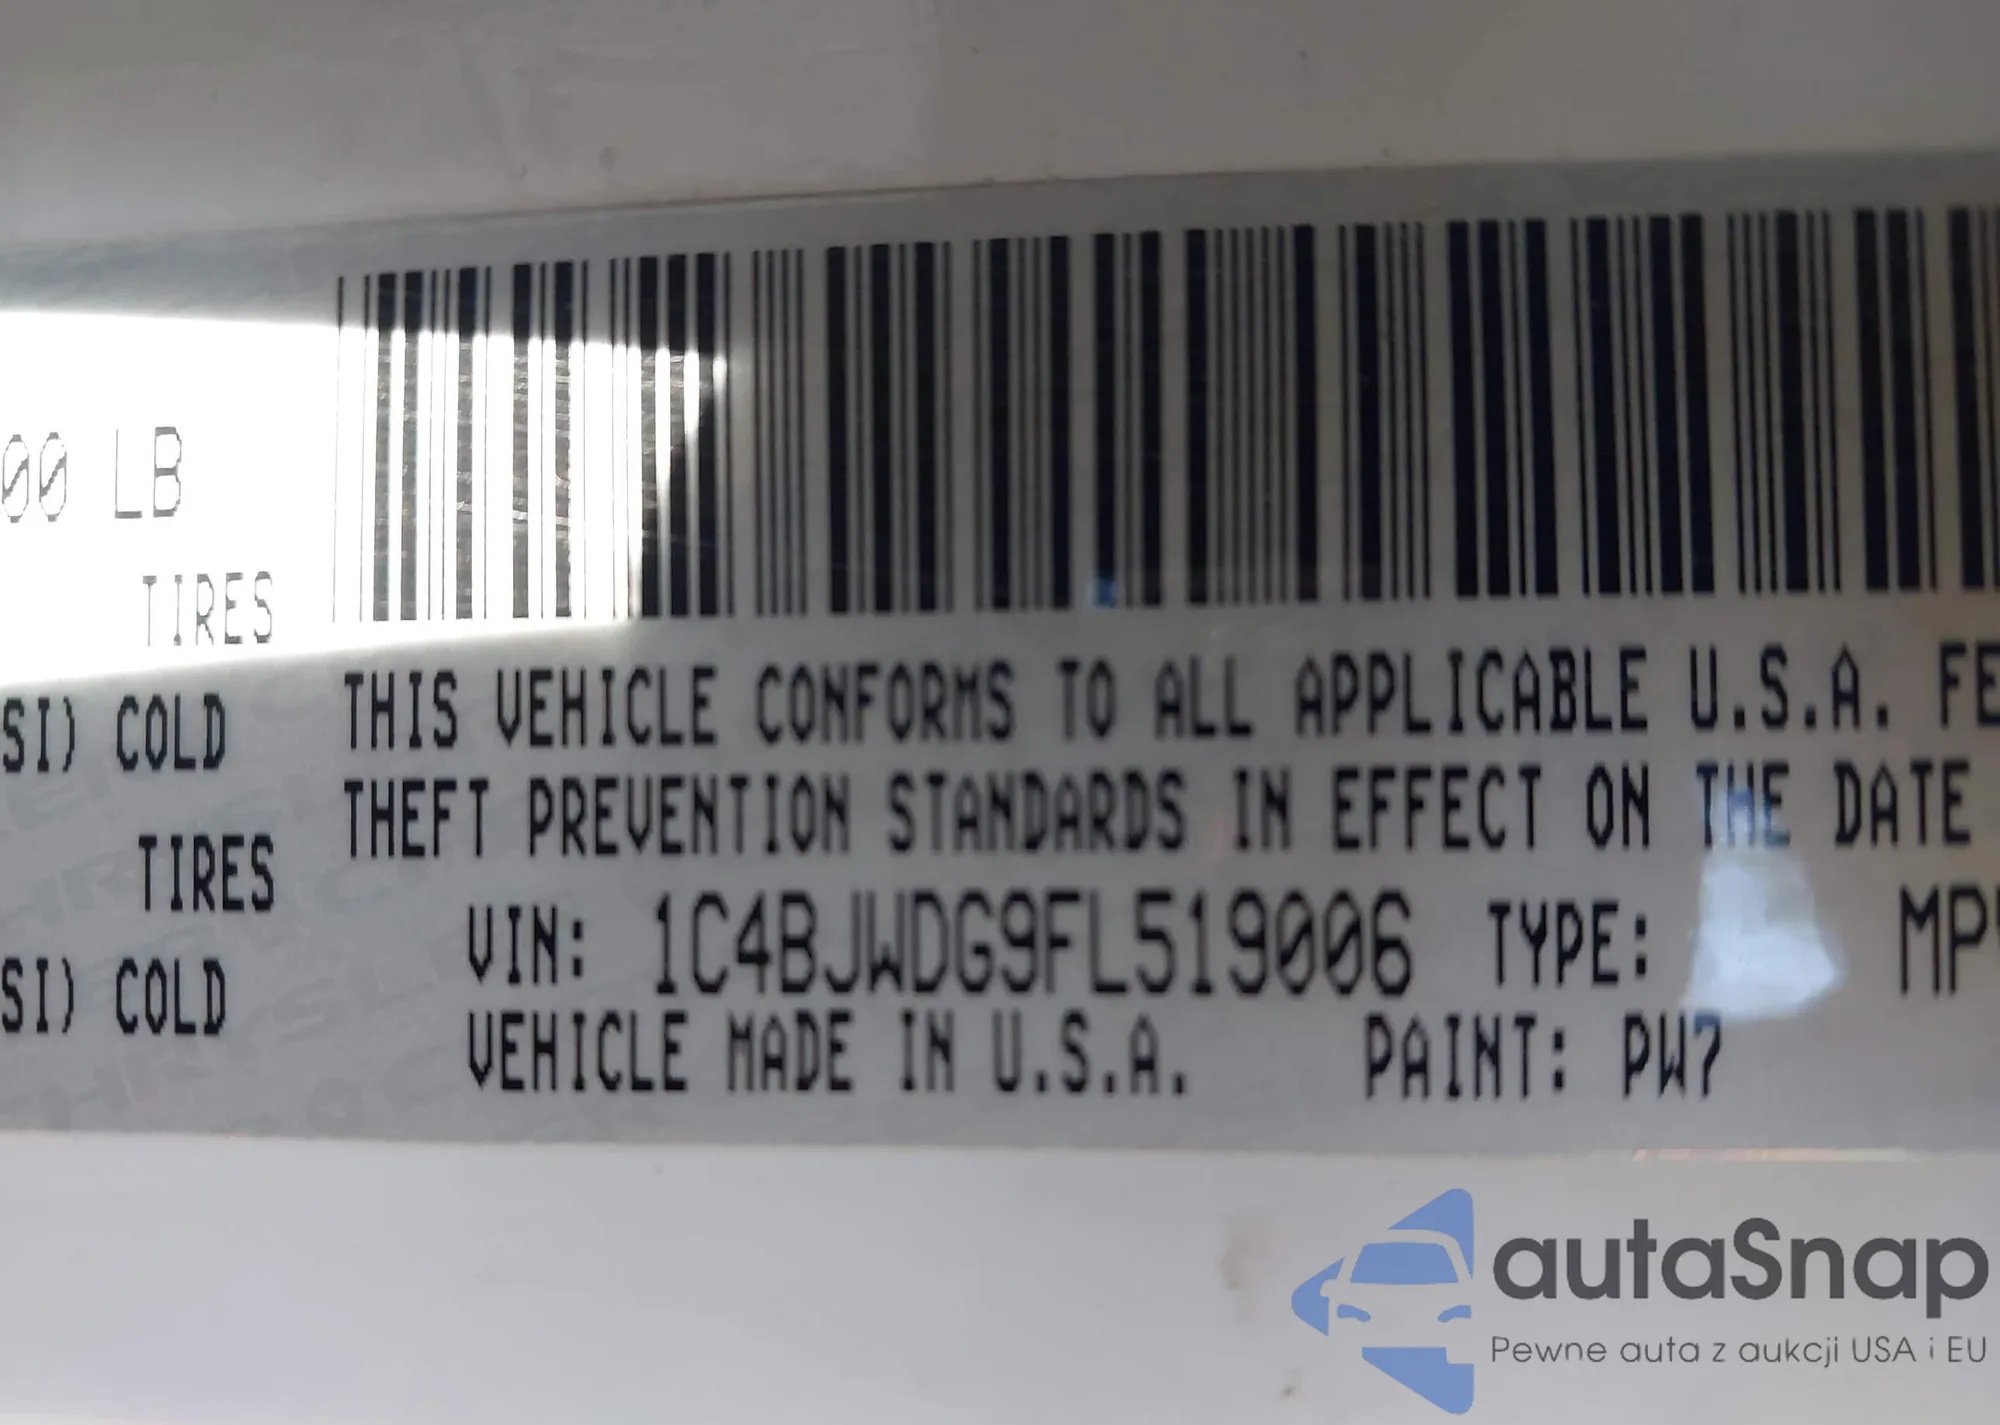 00 LB
TIRES
SI) COLD
TIRES
SI) COLD
THIS VEHICLE CONFORMS TO ALL APPLICABLE U.S.A. FE
THEFT PREVENTION STANDARDS IN EFFECT ON THE DATE
VIN: 1C4BJWDG9FL519006 TYPE: MP
VEHICLE MADE IN U.S.A. PAINT: PW7
autaSnap
Pewne auta z aukcji USA i EU